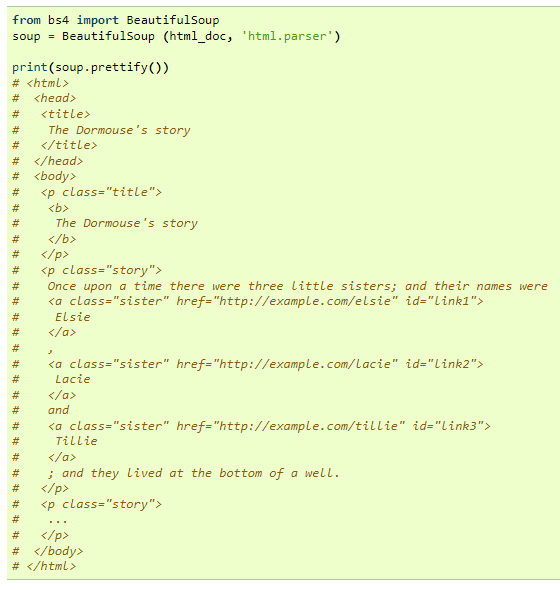 from bs4 import BeautifulSoup
soup = BeautifulSoup (html_doc, 'html.parser')

print(soup.prettify())
# <html>
#  <head>
#   <title>
#    The Dormouse's story
#   </title>
#  </head>
#  <body>
#   <p class="title">
#    <b>
#     The Dormouse's story
#    </b>
#   </p>
#   <p class="story">
#    Once upon a time there were three little sisters; and their names were
#    <a class="sister" href="http://example.com/elsie" id="link1">
#     Elsie
#    </a>
#    ,
#    <a class="sister" href="http://example.com/lacie" id="link2">
#     Lacie
#    </a>
#    and
#    <a class="sister" href="http://example.com/tillie" id="link3">
#     Tillie
#    </a>
#    ; and they lived at the bottom of a well.
#   </p>
#   <p class="story">
#    ...
#   </p>
#  </body>
# </html>